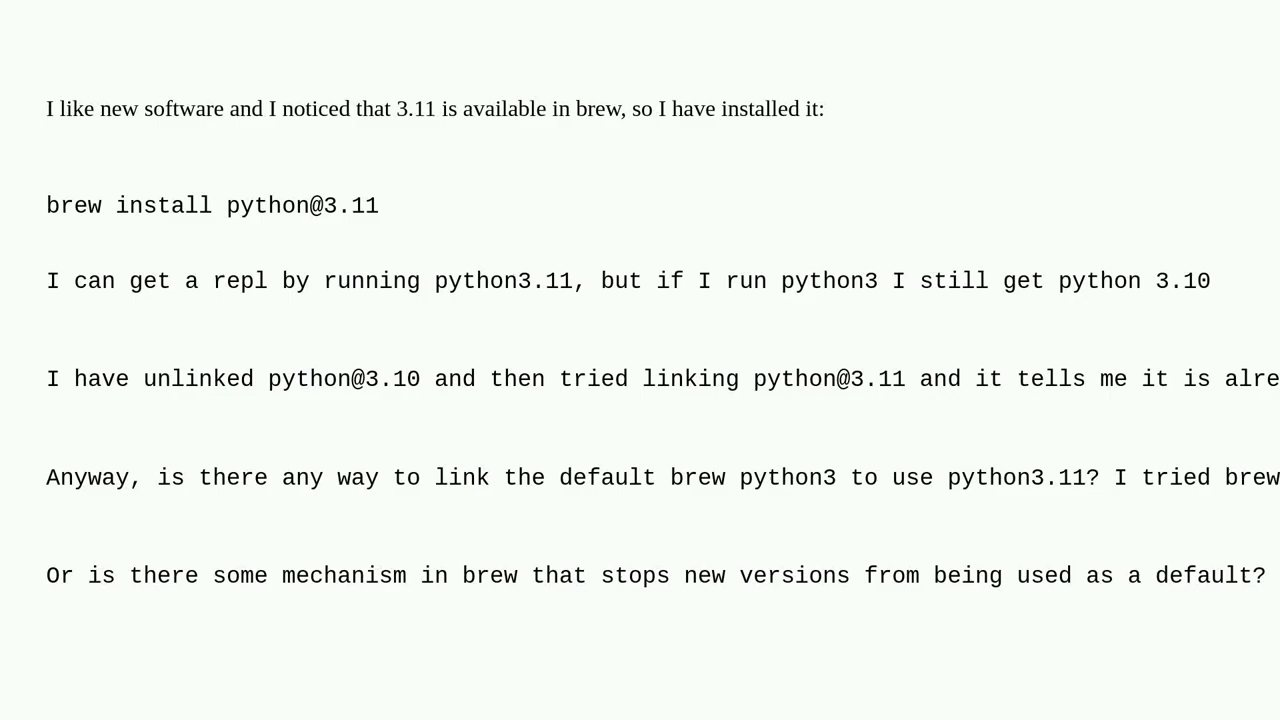 I like new software and I noticed that 3.11 is available in brew, so I have installed it:
brew install python@3.11
I can get a repl by running python3.11, but if I run python3 I still get python 3.10
I have unlinked python@3.10 and then tried linking python@3.11 and it tells me it is alre
Anyway, is there any way to link the default brew python3 to use python3.11? I tried brew
Or is there some mechanism in brew that stops new versions from being used as a default?